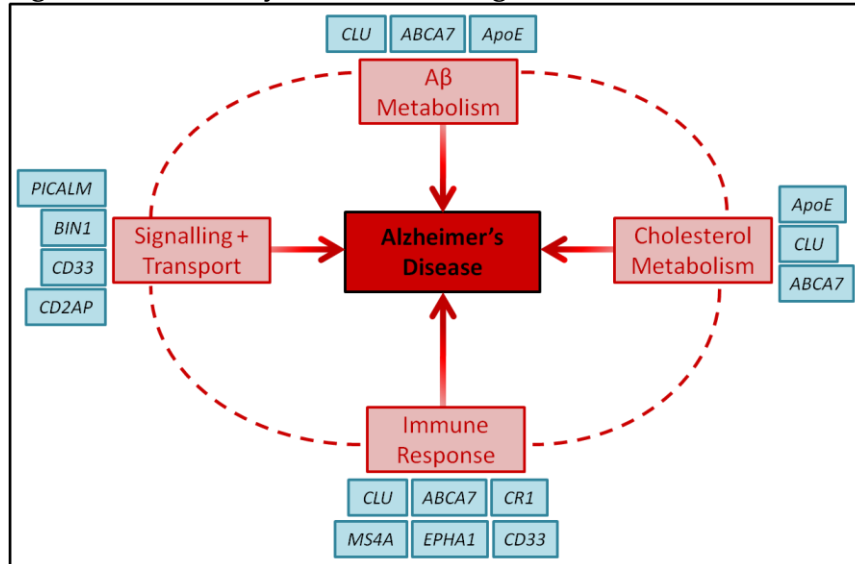 CLU ABCA7 ApoE
Aβ
Metabolism
PICALM
BIN1
CD33
CD2AP
Signalling +
Transport
Alzheimer's
Disease
Cholesterol
Metabolism
ApoE
CLU
ABCA7
Immune
Response
CLU ABCA7 CR1
MS4A EPHA1 CD33